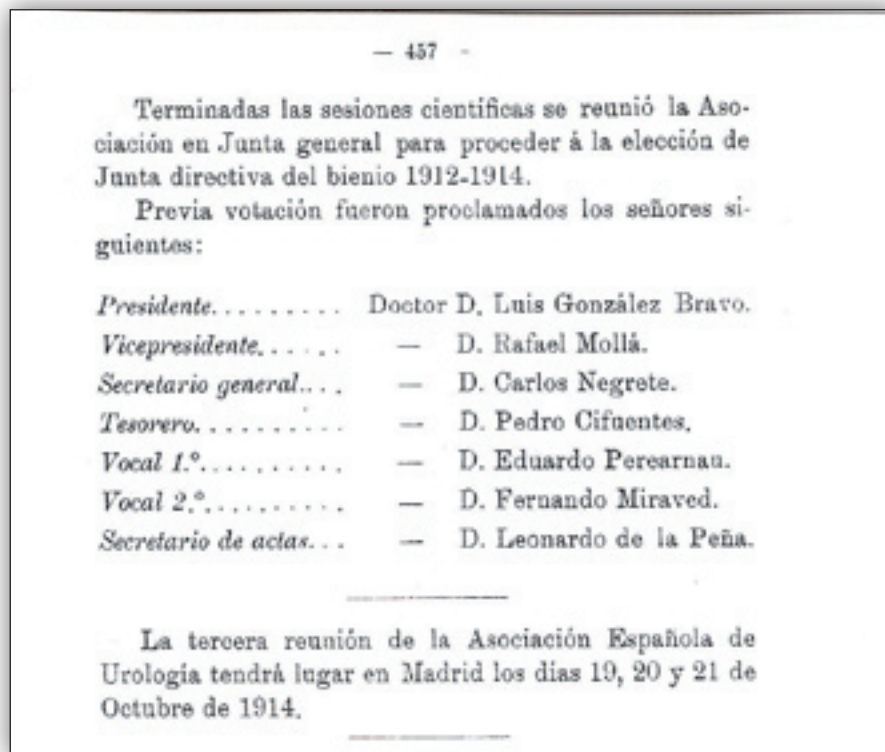 — 457 -
Terminadas las sesiones científicas se reunió la Aso-
ciación en Junta general para proceder á la elección de
Junta directiva del bienio 1912-1914.
Previa votación fueron proclamados los señores si-
guientes:
Presidente.......... Doctor D. Luis González Bravo.
Vicepresidente...... — D. Rafael Mollá.
Secretario general.... — D. Carlos Negrete.
Tesorero........... — D. Pedro Cifuentes.
Vocal 1.º.......... — D. Eduardo Perearnau.
Vocal 2.º.......... — D. Fernando Miraved.
Secretario de actas... — D. Leonardo de la Peña.
La tercera reunión de la Asociación Española de
Urología tendrá lugar en Madrid los días 19, 20 y 21 de
Octubre de 1914.